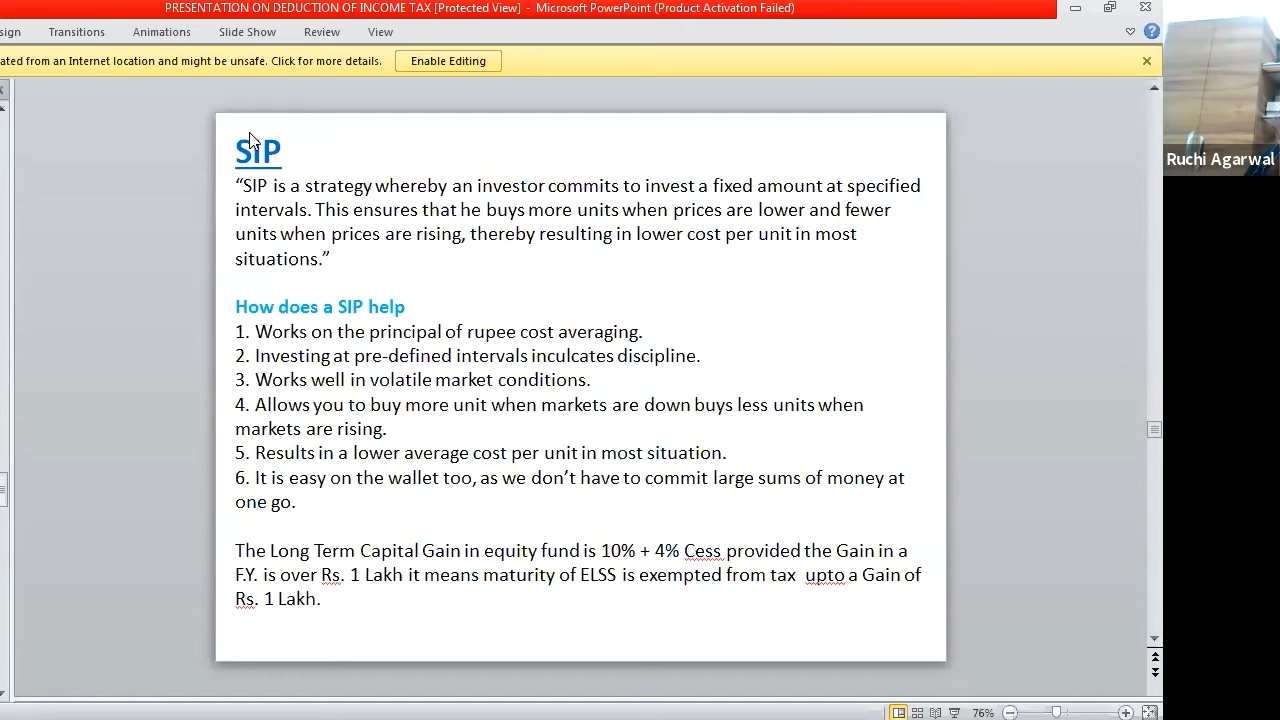 PRESENTATION ON DEDUCTION OF INCOME TAX [Protected View] - Microsoft PowerPoint (Product Activation Failed)
sign Transitions Animations Slide Show Review View
ated from an Internet location and might be unsafe. Click for more details. Enable Editing
SIP
“SIP is a strategy whereby an investor commits to invest a fixed amount at specified
intervals. This ensures that he buys more units when prices are lower and fewer
units when prices are rising, thereby resulting in lower cost per unit in most
situations.”
How does a SIP help
1. Works on the principal of rupee cost averaging.
2. Investing at pre-defined intervals inculcates discipline.
3. Works well in volatile market conditions.
4. Allows you to buy more unit when markets are down buys less units when
markets are rising.
5. Results in a lower average cost per unit in most situation.
6. It is easy on the wallet too, as we don’t have to commit large sums of money at
one go.
The Long Term Capital Gain in equity fund is 10% + 4% Cess provided the Gain in a
F.Y. is over Rs. 1 Lakh it means maturity of ELSS is exempted from tax upto a Gain of
Rs. 1 Lakh.
Ruchi Agarwal
76%